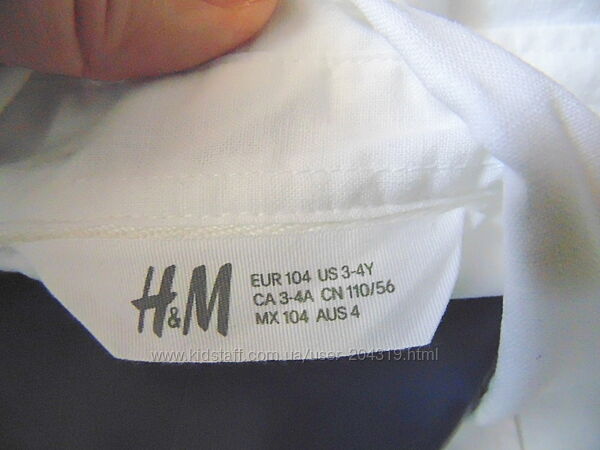 H&M
EUR 104 US 3-4Y
CA 3-4A CN 110/56
MX 104 AUS 4
www.kidstaff.com.ua/user-204319.html